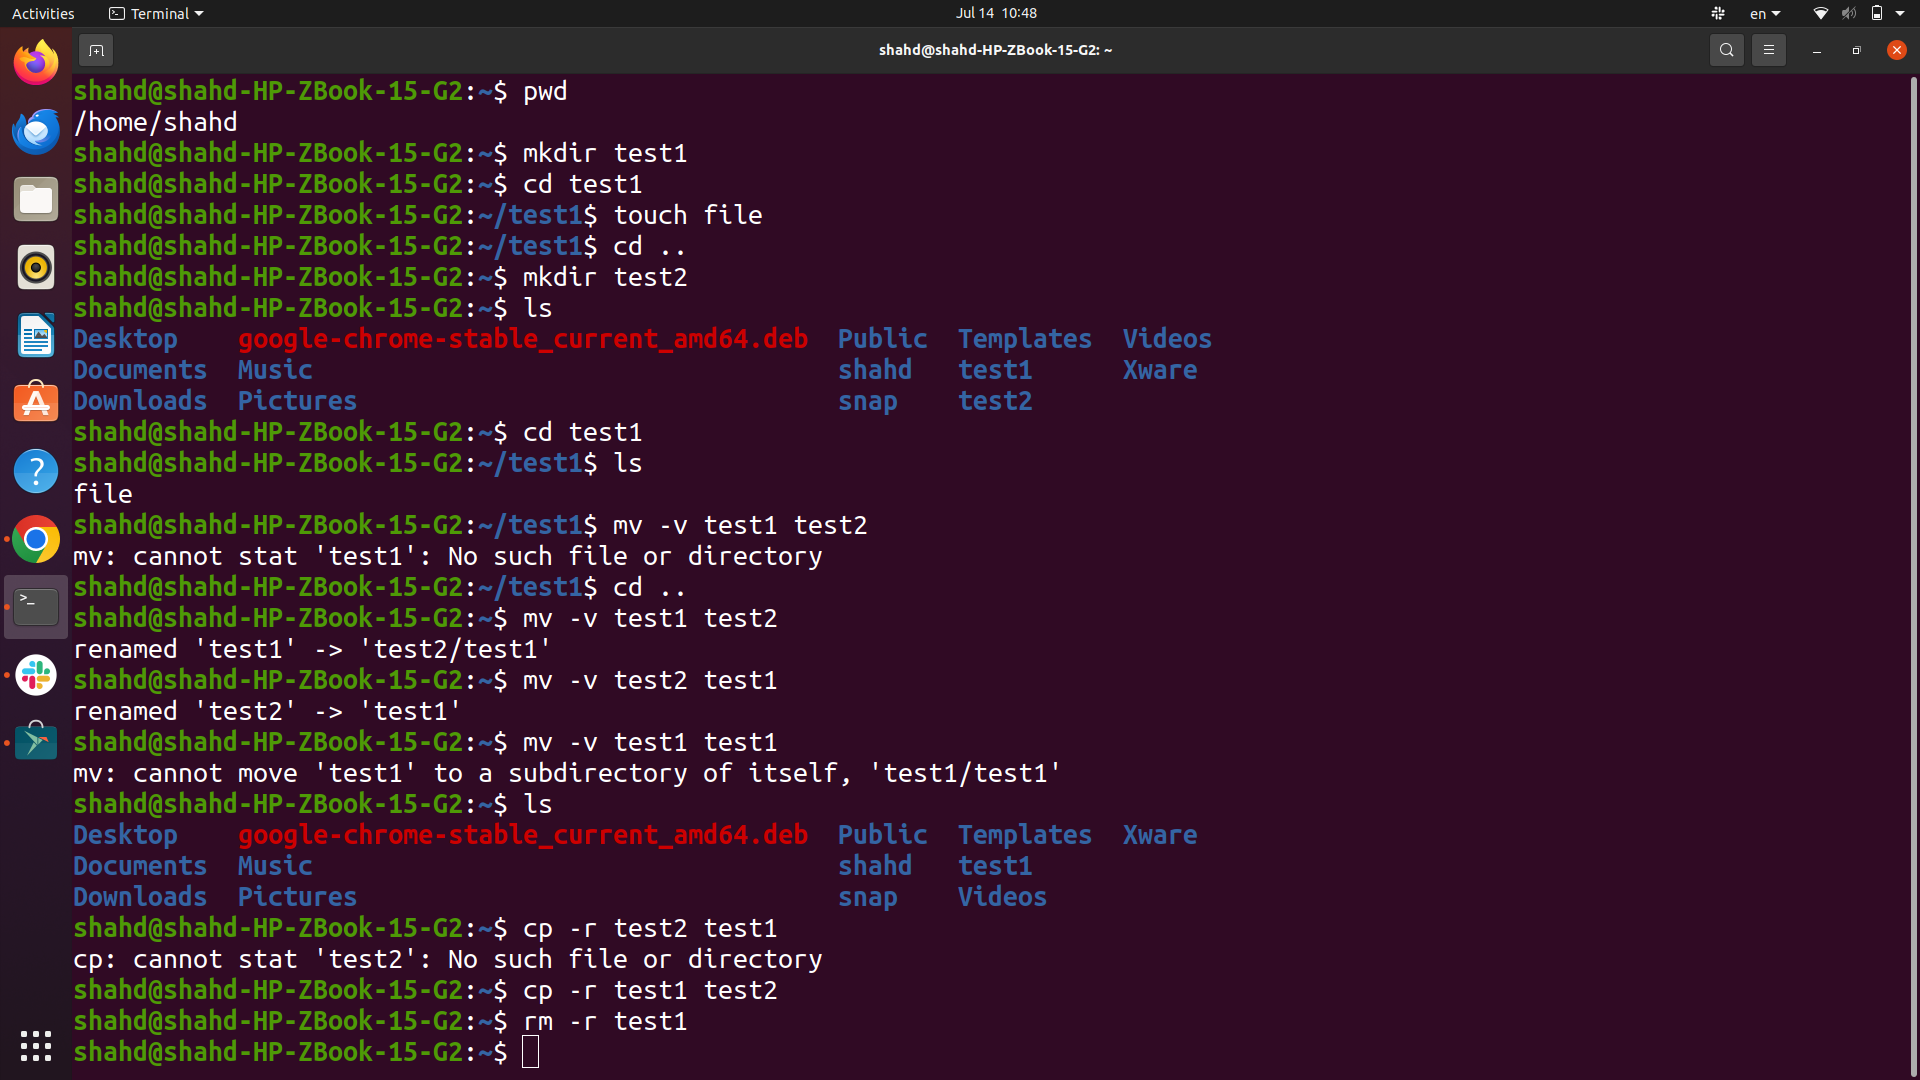 Activities Terminal Jul 14 10:48 en
shahd@shahd-HP-ZBook-15-G2: ~
shahd@shahd-HP-ZBook-15-G2:~$ pwd
/home/shahd
shahd@shahd-HP-ZBook-15-G2:~$ mkdir test1
shahd@shahd-HP-ZBook-15-G2:~$ cd test1
shahd@shahd-HP-ZBook-15-G2:~/test1$ touch file
shahd@shahd-HP-ZBook-15-G2:~/test1$ cd ..
shahd@shahd-HP-ZBook-15-G2:~$ mkdir test2
shahd@shahd-HP-ZBook-15-G2:~$ ls
Desktop google-chrome-stable_current_amd64.deb Public Templates Videos
Documents Music shahd test1 Xware
Downloads Pictures snap test2
shahd@shahd-HP-ZBook-15-G2:~$ cd test1
shahd@shahd-HP-ZBook-15-G2:~/test1$ ls
file
shahd@shahd-HP-ZBook-15-G2:~/test1$ mv -v test1 test2
mv: cannot stat 'test1': No such file or directory
shahd@shahd-HP-ZBook-15-G2:~/test1$ cd ..
shahd@shahd-HP-ZBook-15-G2:~$ mv -v test1 test2
renamed 'test1' -> 'test2/test1'
shahd@shahd-HP-ZBook-15-G2:~$ mv -v test2 test1
renamed 'test2' -> 'test1'
shahd@shahd-HP-ZBook-15-G2:~$ mv -v test1 test1
mv: cannot move 'test1' to a subdirectory of itself, 'test1/test1'
shahd@shahd-HP-ZBook-15-G2:~$ ls
Desktop google-chrome-stable_current_amd64.deb Public Templates Xware
Documents Music shahd test1
Downloads Pictures snap Videos
shahd@shahd-HP-ZBook-15-G2:~$ cp -r test2 test1
cp: cannot stat 'test2': No such file or directory
shahd@shahd-HP-ZBook-15-G2:~$ cp -r test1 test2
shahd@shahd-HP-ZBook-15-G2:~$ rm -r test1
shahd@shahd-HP-ZBook-15-G2:~$